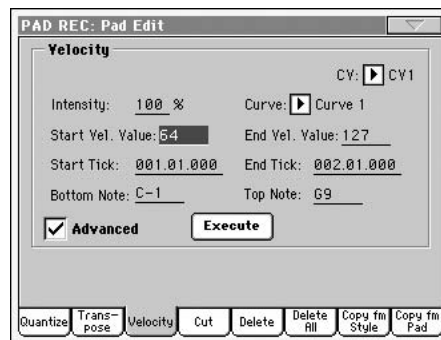 PAD REC: Pad Edit
Velocity
CV: CV1
Intensity: 100 % Curve: Curve 1
Start Vel. Value: 64 End Vel. Value: 127
Start Tick: 001.01.000 End Tick: 002.01.000
Bottom Note: C-1 Top Note: G9
Advanced Execute
Quantize Trans-pose Velocity Cut Delete Delete All Copy fm Style Copy fm Pad